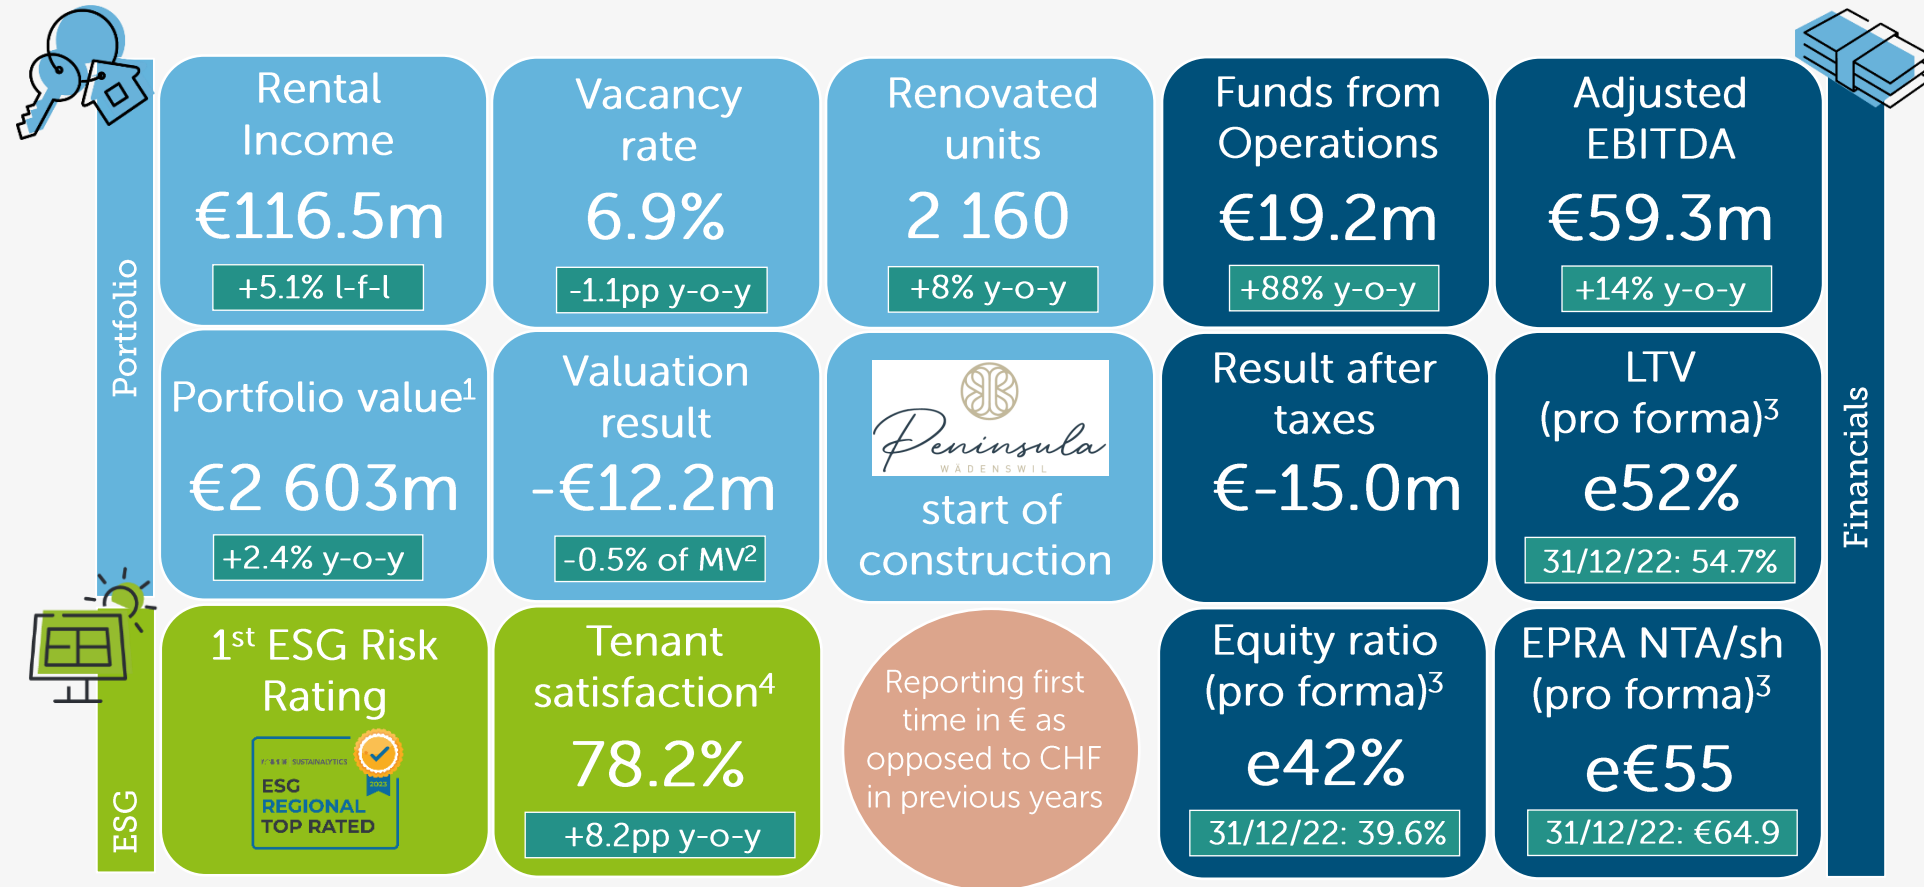 Portfolio
Rental
Income
€116.5m
+5.1% l-f-l
Vacancy
rate
6.9%
-1.1pp y-o-y
Renovated
units
2 160
+8% y-o-y
Funds from
Operations
€19.2m
+88% y-o-y
Adjusted
EBITDA
€59.3m
+14% y-o-y
Financials
Portfolio value¹
€2 603m
+2.4% y-o-y
Valuation
result
-€12.2m
-0.5% of MV²
Peninsula
WÄDENSWIL
start of
construction
Result after
taxes
€-15.0m
LTV
(pro forma)³
e52%
31/12/22: 54.7%
ESG
1st ESG Risk
Rating
SUSTAINALYTICS
2023
ESG
REGIONAL
TOP RATED
Tenant
satisfaction⁴
78.2%
+8.2pp y-o-y
Reporting first
time in € as
opposed to CHF
in previous years
Equity ratio
(pro forma)³
e42%
31/12/22: 39.6%
EPRA NTA/sh
(pro forma)³
e€55
31/12/22: €64.9